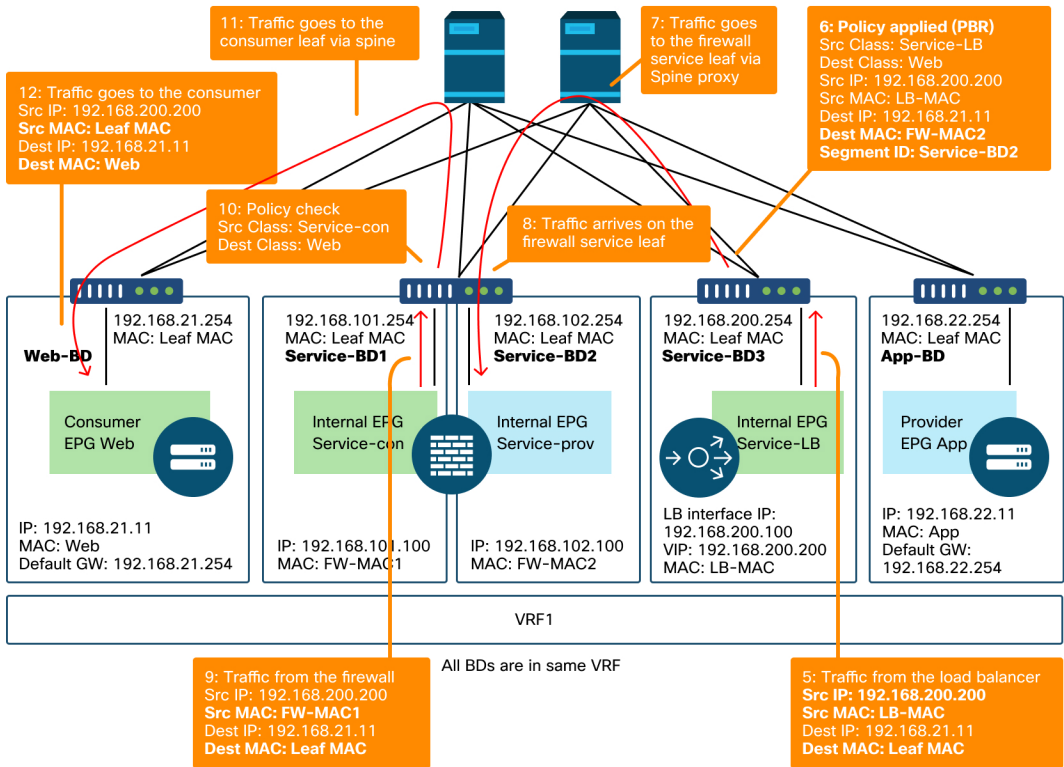 11: Traffic goes to the
consumer leaf via spine
7: Traffic goes
to the firewall
service leaf via
Spine proxy
6: Policy applied (PBR)
Src Class: Service-LB
Dest Class: Web
Src IP: 192.168.200.200
Src MAC: LB-MAC
Dest IP: 192.168.21.11
Dest MAC: FW-MAC2
Segment ID: Service-BD2
12: Traffic goes to the consumer
Src IP: 192.168.200.200
Src MAC: Leaf MAC
Dest IP: 192.168.21.11
Dest MAC: Web
10: Policy check
Src Class: Service-con
Dest Class: Web
8: Traffic arrives on the
firewall service leaf
192.168.21.254
MAC: Leaf MAC
Web-BD
Consumer
EPG Web
IP: 192.168.21.11
MAC: Web
Default GW: 192.168.21.254
192.168.101.254
MAC: Leaf MAC
Service-BD1
Internal EPG
Service-con
IP: 192.168.101.100
MAC: FW-MAC1
192.168.102.254
MAC: Leaf MAC
Service-BD2
Internal EPG
Service-prov
IP: 192.168.102.100
MAC: FW-MAC2
192.168.200.254
MAC: Leaf MAC
Service-BD3
Internal EPG
Service-LB
LB interface IP:
192.168.200.100
VIP: 192.168.200.200
MAC: LB-MAC
192.168.22.254
MAC: Leaf MAC
App-BD
Provider
EPG App
IP: 192.168.22.11
MAC: App
Default GW:
192.168.22.254
VRF1
All BDs are in same VRF
9: Traffic from the firewall
Src IP: 192.168.200.200
Src MAC: FW-MAC1
Dest IP: 192.168.21.11
Dest MAC: Leaf MAC
5: Traffic from the load balancer
Src IP: 192.168.200.200
Src MAC: LB-MAC
Dest IP: 192.168.21.11
Dest MAC: Leaf MAC